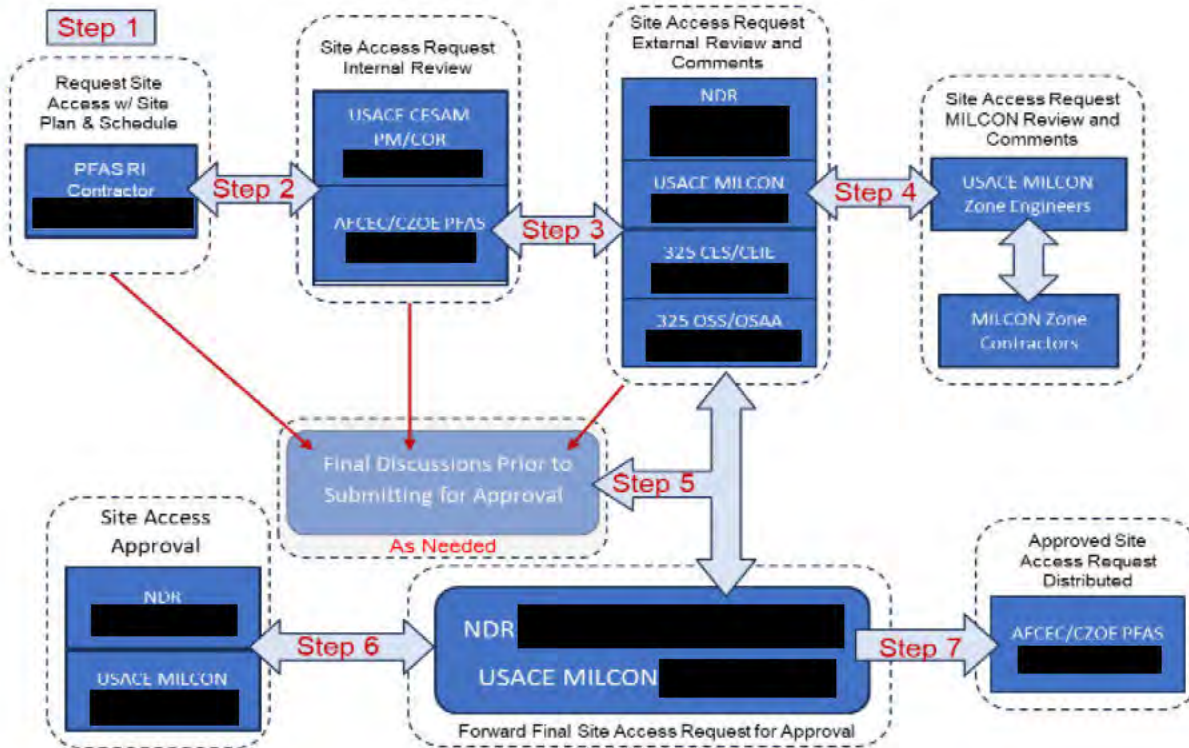 Step 1
Request Site
Access w/ Site
Plan & Schedule
PFAS RI
Contractor
Step 2
Site Access Request
Internal Review
USACE CESAM
PM/COR
AFCEC/CZOE PFAS
Step 3
Site Access Request
External Review and
Comments
NDR
USACE MILCON
325 CES/CEIE
325 OSS/OSAA
Step 4
Site Access Request
MILCON Review and
Comments
USACE MILCON
Zone Engineers
MILCON Zone
Contractors
Final Discussions Prior to
Submitting for Approval
As Needed
Step 5
Site Access
Approval
NDR
USACE MILCON
Step 6
NDR
USACE MILCON
Forward Final Site Access Request for Approval
Step 7
Approved Site
Access Request
Distributed
AFCEC/CZOE PFAS